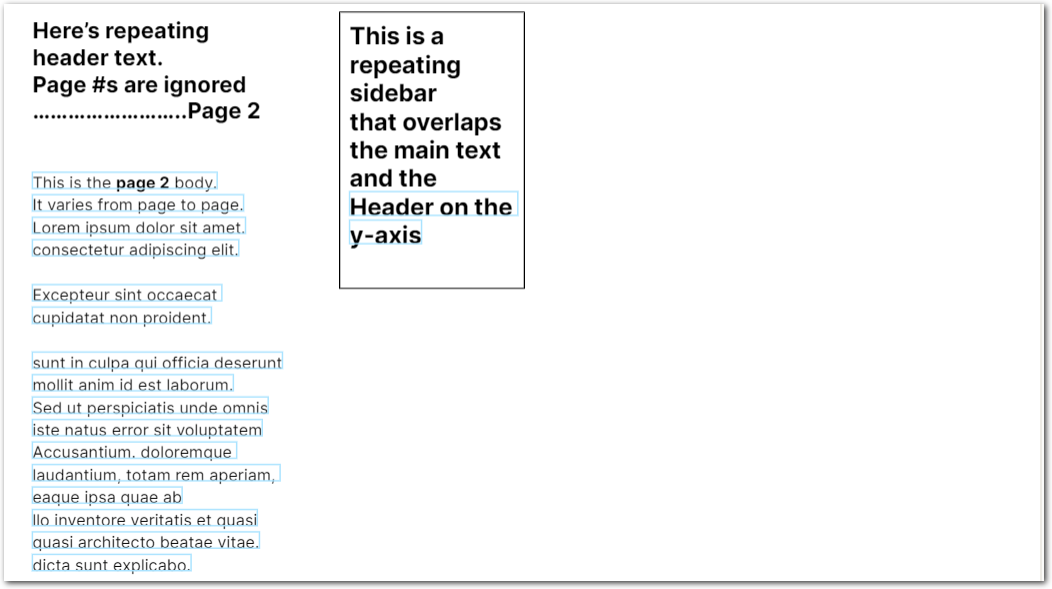 Here’s repeating
header text.
Page #s are ignored
……………………..Page 2
This is the page 2 body.
It varies from page to page.
Lorem ipsum dolor sit amet.
consectetur adipiscing elit.
Excepteur sint occaecat
cupidatat non proident.
sunt in culpa qui officia deserunt
mollit anim id est laborum.
Sed ut perspiciatis unde omnis
iste natus error sit voluptatem
Accusantium. doloremque
laudantium, totam rem aperiam,
eaque ipsa quae ab
llo inventore veritatis et quasi
quasi architecto beatae vitae.
dicta sunt explicabo.
This is a
repeating
sidebar
that overlaps
the main text
and the
Header on the
y-axis